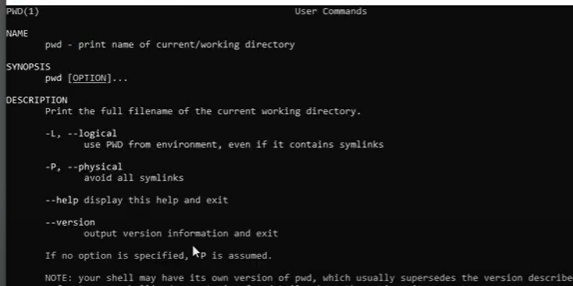 PWD(1) User Commands
NAME
pwd - print name of current/working directory
SYNOPSIS
pwd [OPTION]...
DESCRIPTION
Print the full filename of the current working directory.
-L, --logical
use PWD from environment, even if it contains symlinks
-P, --physical
avoid all symlinks
--help display this help and exit
--version
output version information and exit
If no option is specified, P is assumed.
NOTE: your shell may have its own version of pwd, which usually supersedes the version describe